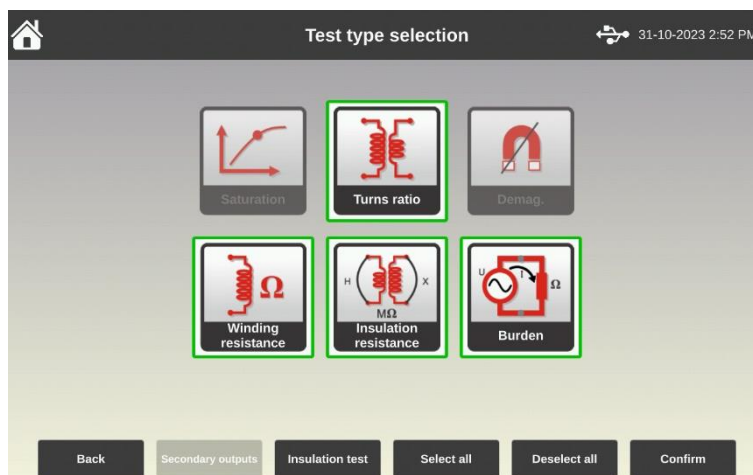 Test type selection
31-10-2023 2:52 PM
Saturation
Turns ratio
Demag.
Ω
Winding
resistance
H
X
MΩ
Insulation
resistance
U
I
Ω
Burden
Back
Secondary outputs
Insulation test
Select all
Deselect all
Confirm